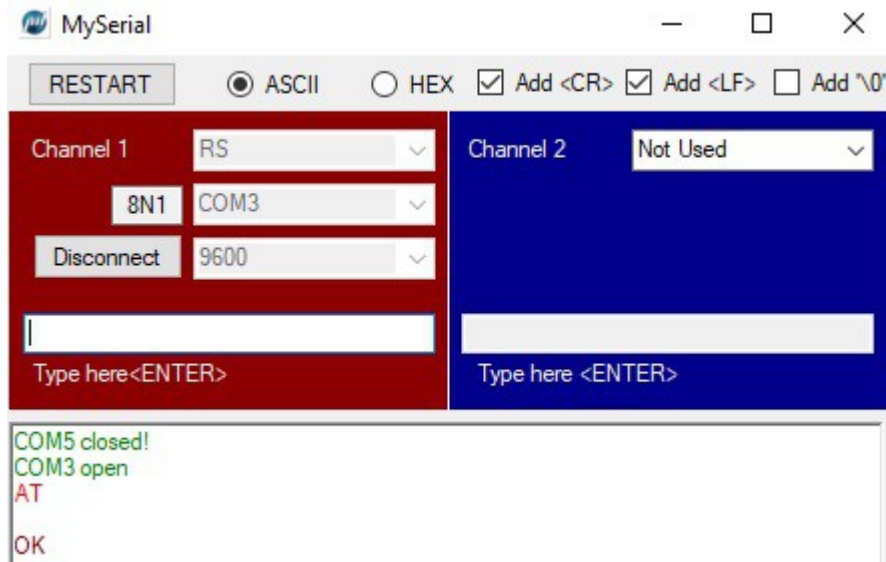 MySerial
RESTART ASCII HEX Add <CR> Add <LF> Add "\0"
Channel 1 RS
8N1 COM3
Disconnect 9600
Type here<ENTER>
Channel 2 Not Used
Type here <ENTER>
COM5 closed!
COM3 open
AT
OK